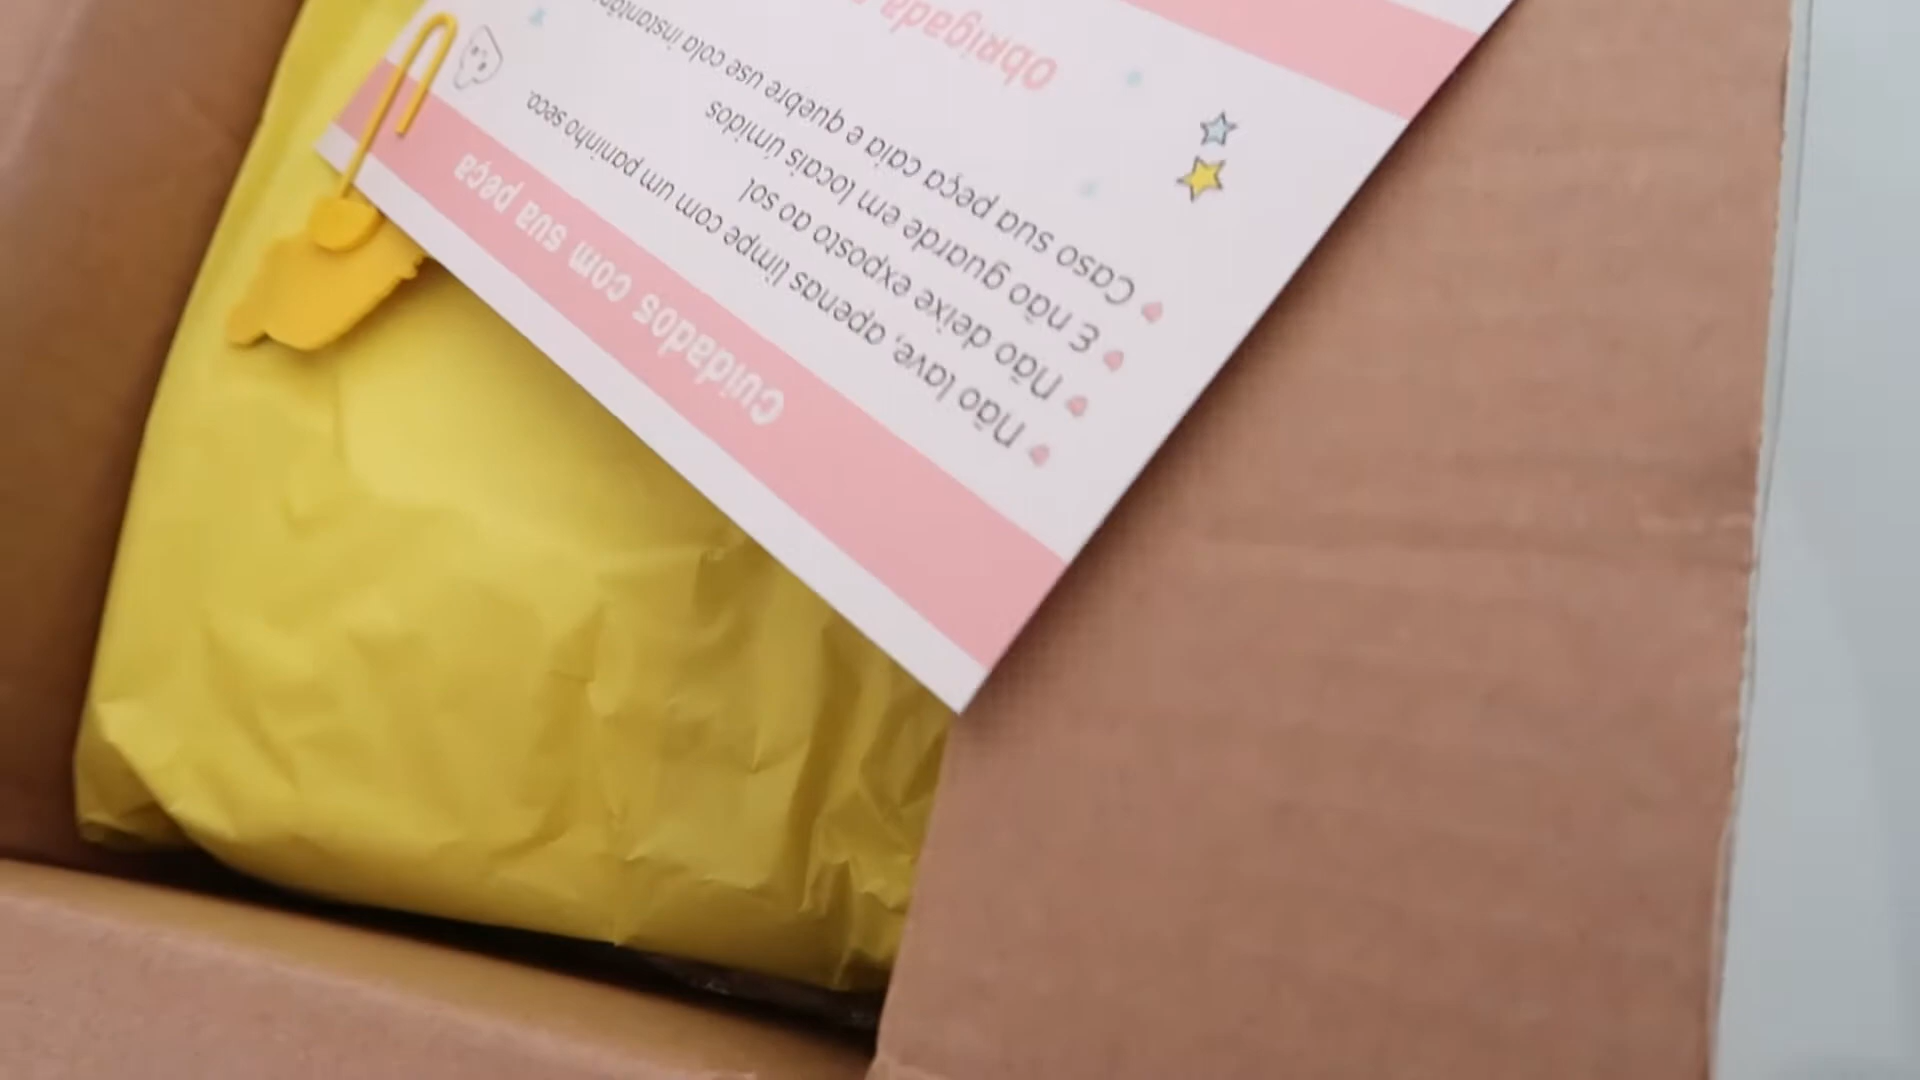 Cuidados com sua peça
Não lave, apenas limpe com um paninho seco.
Não deixe exposto ao sol
E não guarde em locais úmidos
Caso sua peça caia e quebre use cola
Obrigada